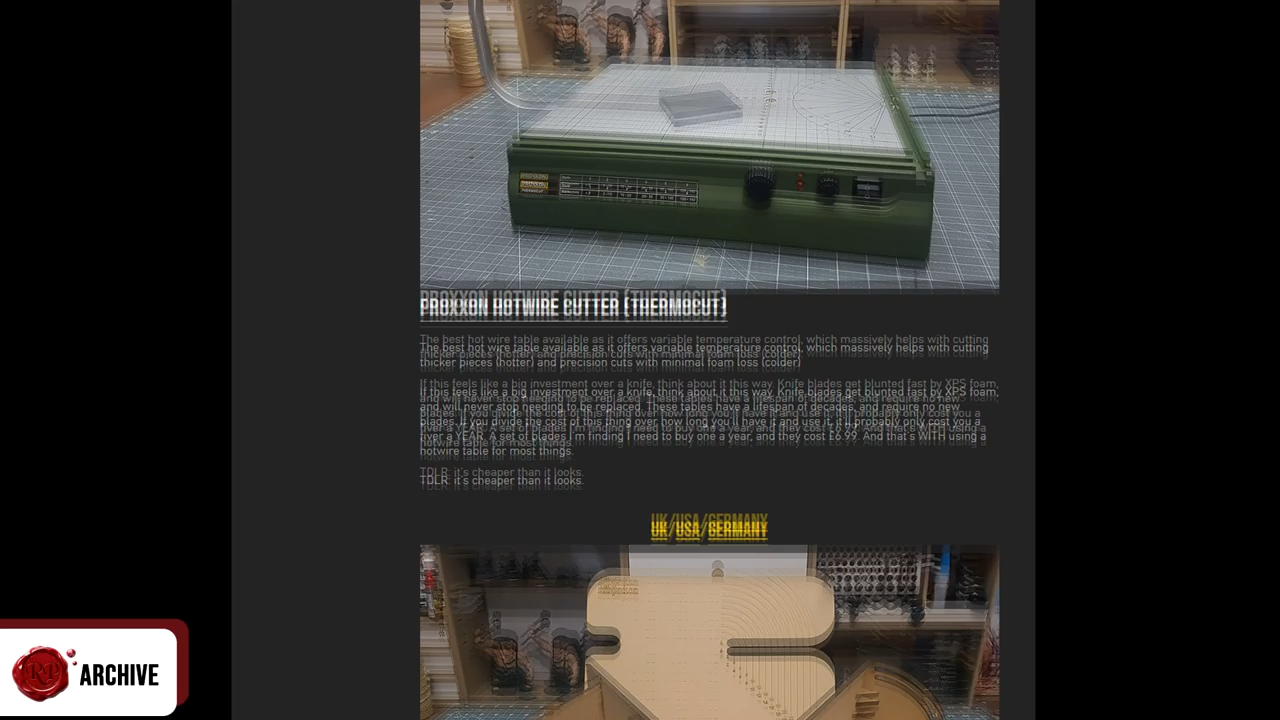 PROXXON HOTWIRE CUTTER (THERMOCUT)
The best hot wire table available as it offers variable temperature control, which massively helps with cutting
thicker pieces (hotter) and precision cuts with minimal foam loss (colder)
If this feels like a big investment over a knife, think about it this way. Knife blades get blunted fast by XPS foam,
and will never stop needing to be replaced. These tables have a lifespan of decades, and require no new
blades. If you divide the cost of this thing over how long you'll have it and use it, it'll probably only cost you a
liver a YEAR. A set of blades I'm finding I need to buy one a year, and they cost £6.99. And that's WITH using a
hotwire table for most things.
TDLR: it's cheaper than it looks.
UK/USA/GERMANY
RP ARCHIVE